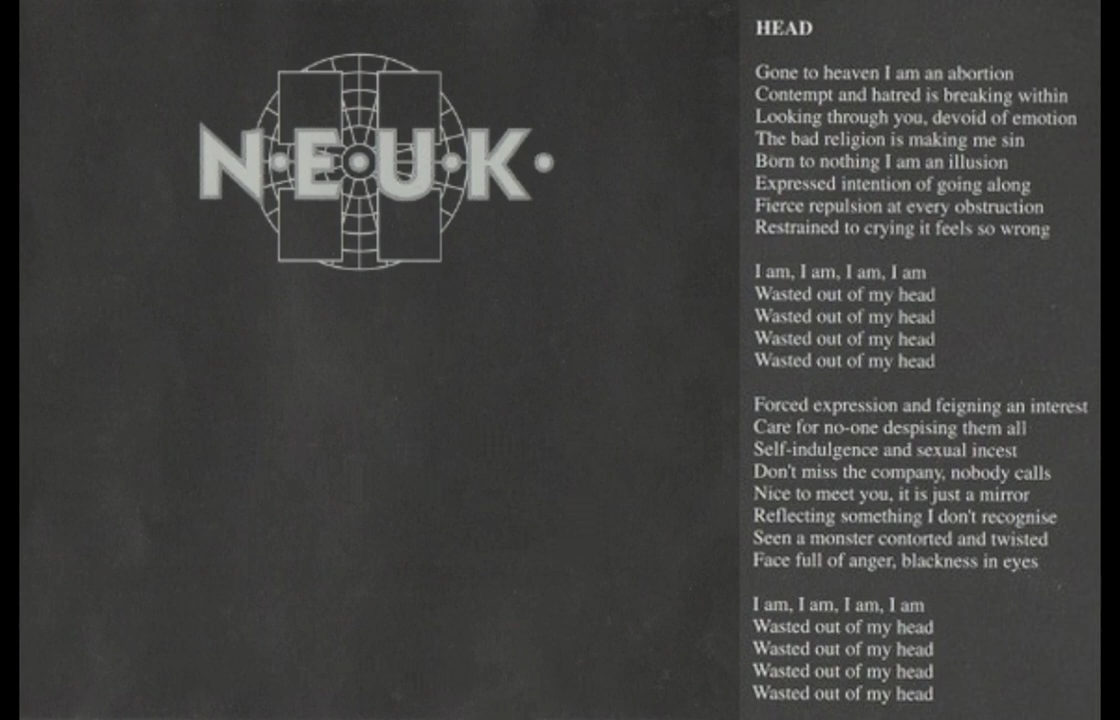 N·E·U·K·
HEAD
Gone to heaven I am an abortion
Contempt and hatred is breaking within
Looking through you, devoid of emotion
The bad religion is making me sin
Born to nothing I am an illusion
Expressed intention of going along
Fierce repulsion at every obstruction
Restrained to crying it feels so wrong
I am, I am, I am, I am
Wasted out of my head
Wasted out of my head
Wasted out of my head
Wasted out of my head
Forced expression and feigning an interest
Care for no-one despising them all
Self-indulgence and sexual incest
Don't miss the company, nobody calls
Nice to meet you, it is just a mirror
Reflecting something I don't recognise
Seen a monster contorted and twisted
Face full of anger, blackness in eyes
I am, I am, I am, I am
Wasted out of my head
Wasted out of my head
Wasted out of my head
Wasted out of my head